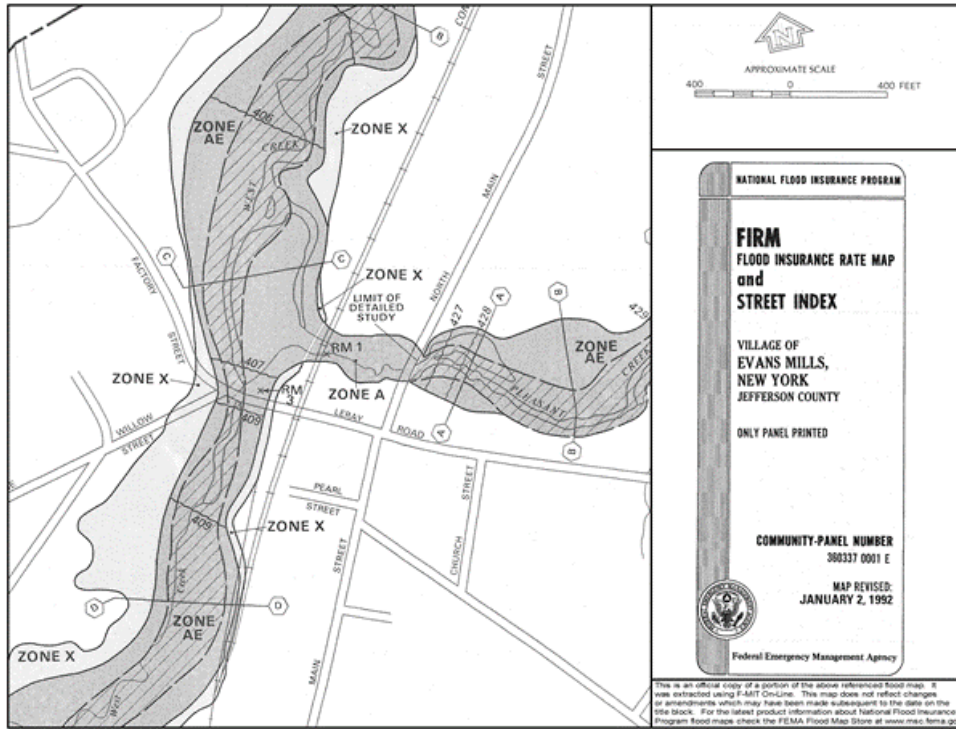 B
CON
ZONE
AE
406
ZONE X
CREEK
WEST
STREET
MAIN
NORTH
C
C
FACTORY
STREET
ZONE X
LIMIT OF
DETAILED
STUDY
427
428
A
B
429
ZONE
AE
RM 1
407
ZONE X
RM
3
ZONE A
PLEASANT
CREEK
WILLOW
STREET
409
LERAY
ROAD
A
B
PEARL
STREET
CHURCH
STREET
409
ZONE X
STREET
MAIN
D
D
Creek
ZONE
AE
ZONE X
West
N
APPROXIMATE SCALE
400 0 400 FEET
NATIONAL FLOOD INSURANCE PROGRAM
FIRM
FLOOD INSURANCE RATE MAP
and
STREET INDEX
VILLAGE OF
EVANS MILLS,
NEW YORK
JEFFERSON COUNTY
ONLY PANEL PRINTED
COMMUNITY-PANEL NUMBER
360337 0001 E
MAP REVISED:
JANUARY 2, 1992
Federal Emergency Management Agency
This is an official copy of a portion of the above referenced flood map. It
was extracted using F-MIT On-Line. This map does not reflect changes
or amendments which may have been made subsequent to the date on the
title block. For the latest product information about National Flood Insurance
Program flood maps check the FEMA Flood Map Store at www.msc.fema.go